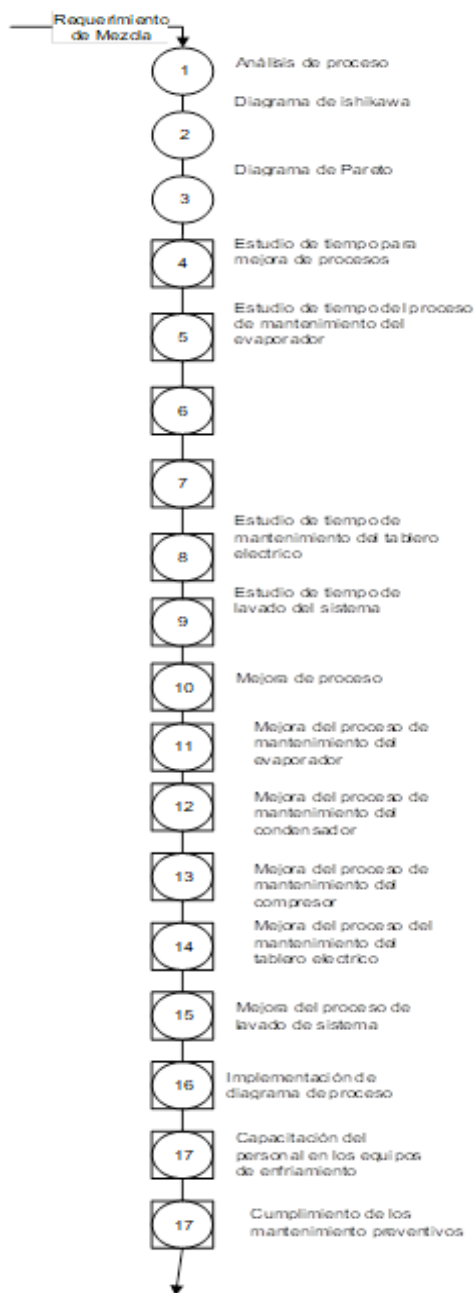 Requerimiento
de Mezcla
1
Análisis de proceso
Diagrama de Ishikawa
2
Diagrama de Pareto
3
Estudio de tiempo para
mejora de procesos
4
Estudio de tiempo del proceso
de mantenimiento del
evaporador
5
6
7
Estudio de tiempo de
mantenimiento del tablero
electrico
8
Estudio de tiempo de
lavado del sistema
9
10
Mejora de proceso
Mejora del proceso de
mantenimiento del
evaporador
11
Mejora del proceso de
mantenimiento del
condensador
12
Mejora del proceso de
mantenimiento del
compresor
13
Mejora del proceso del
mantenimiento del
tablero electrico
14
Mejora del proceso de
lavado de sistema
15
Implementación de
diagrama de proceso
16
Capacitación del
personal en los equipos
de enfriamiento
17
Cumplimiento de los
mantenimiento preventivos
17